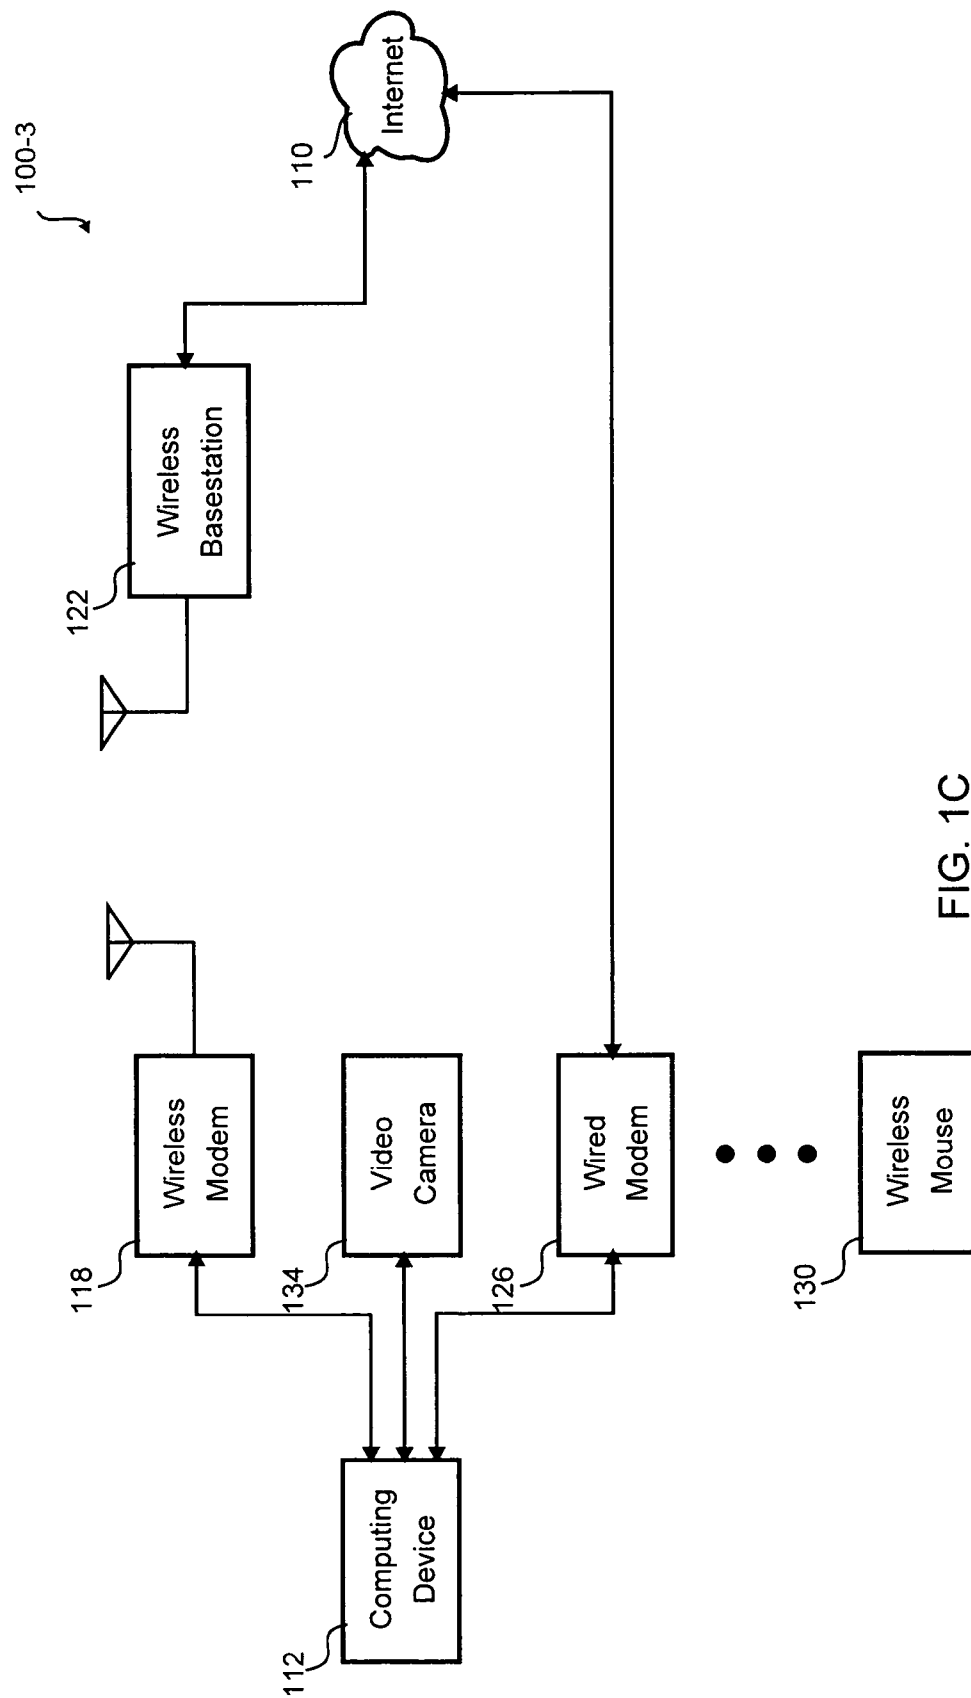 100-3
118
Wireless
Modem
122
Wireless
Basestation
110
Internet
112
Computing
Device
134
Video
Camera
126
Wired
Modem
130
Wireless
Mouse
FIG. 1C